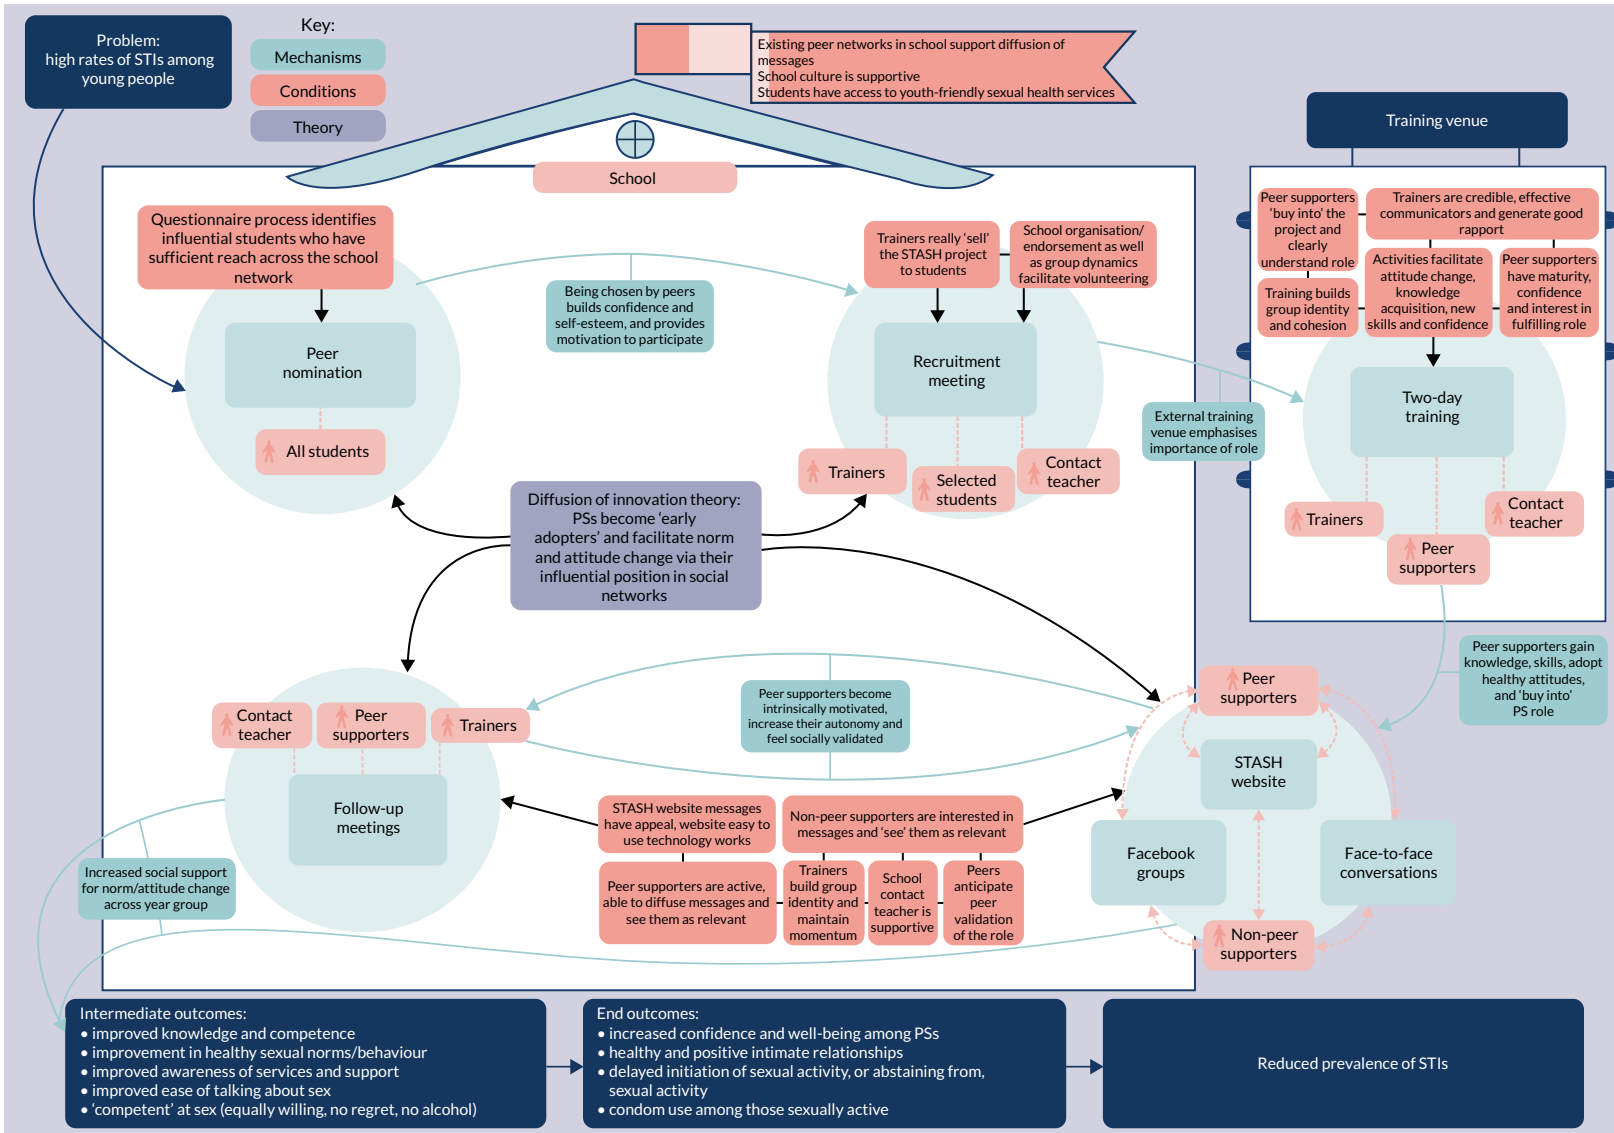 Problem:
high rates of STIs among
young people
Key:
Mechanisms
Conditions
Theory
Existing peer networks in school support diffusion of
messages
School culture is supportive
Students have access to youth-friendly sexual health services
School
Training venue
Questionnaire process identifies
influential students who have
sufficient reach across the school
network
Peer
nomination
All students
Being chosen by peers
builds confidence and
self-esteem, and provides
motivation to participate
Trainers really ‘sell’
the STASH project
to students
School organisation/
endorsement as well
as group dynamics
facilitate volunteering
Recruitment
meeting
Trainers
Selected
students
Contact
teacher
External training
venue emphasises
importance of role
Peer supporters
‘buy into’ the
project and
clearly
understand role
Trainers are credible, effective
communicators and generate good
rapport
Training builds
group identity
and cohesion
Activities facilitate
attitude change,
knowledge
acquisition, new
skills and confidence
Peer supporters
have maturity,
confidence
and interest in
fulfilling role
Two-day
training
Trainers
Peer
supporters
Contact
teacher
Diffusion of innovation theory:
PSs become ‘early
adopters’ and facilitate norm
and attitude change via their
influential position in social
networks
Peer supporters gain
knowledge, skills, adopt
healthy attitudes,
and ‘buy into’
PS role
Contact
teacher
Peer
supporters
Trainers
Follow-up
meetings
Peer supporters become
intrinsically motivated,
increase their autonomy and
feel socially validated
Peer
supporters
STASH
website
Facebook
groups
Face-to-face
conversations
Non-peer
supporters
STASH website messages
have appeal, website easy to
use technology works
Non-peer supporters are interested in
messages and ‘see’ them as relevant
Peer supporters are active,
able to diffuse messages and
see them as relevant
Trainers
build group
identity and
maintain
momentum
School
contact
teacher is
supportive
Peers
anticipate
peer
validation
of the role
Increased social support
for norm/attitude change
across year group
Intermediate outcomes:
• improved knowledge and competence
• improvement in healthy sexual norms/behaviour
• improved awareness of services and support
• improved ease of talking about sex
• ‘competent’ at sex (equally willing, no regret, no alcohol)
End outcomes:
• increased confidence and well-being among PSs
• healthy and positive intimate relationships
• delayed initiation of sexual activity, or abstaining from,
sexual activity
• condom use among those sexually active
Reduced prevalence of STIs